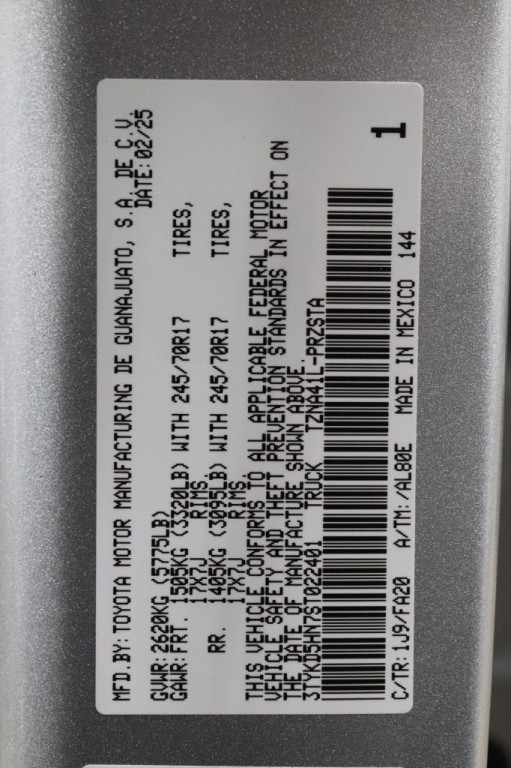 MFD.BY:TOYOTA MOTOR MANUFACTURING DE GUANAJUATO, S.A. DE C.V.
DATE:02/25
GVWR:2620KG (5775LB)
GAWR:FRT. 1505KG (3320LB) WITH 245/70R17 TIRES,
17X7J RIMS,
RR. 1405KG (3095LB) WITH 245/70R17 TIRES,
17X7J RIMS
THIS VEHICLE CONFORMS TO ALL APPLICABLE FEDERAL MOTOR
VEHICLE SAFETY AND THEFT PREVENTION STANDARDS IN EFFECT ON
THE DATE OF MANUFACTURE SHOWN ABOVE.
3TYKD5HN7ST022401 TRUCK TZNA41L-PRZSTA
1
C/TR:1J9/FA20 A/TM:/AL80E MADE IN MEXICO 144